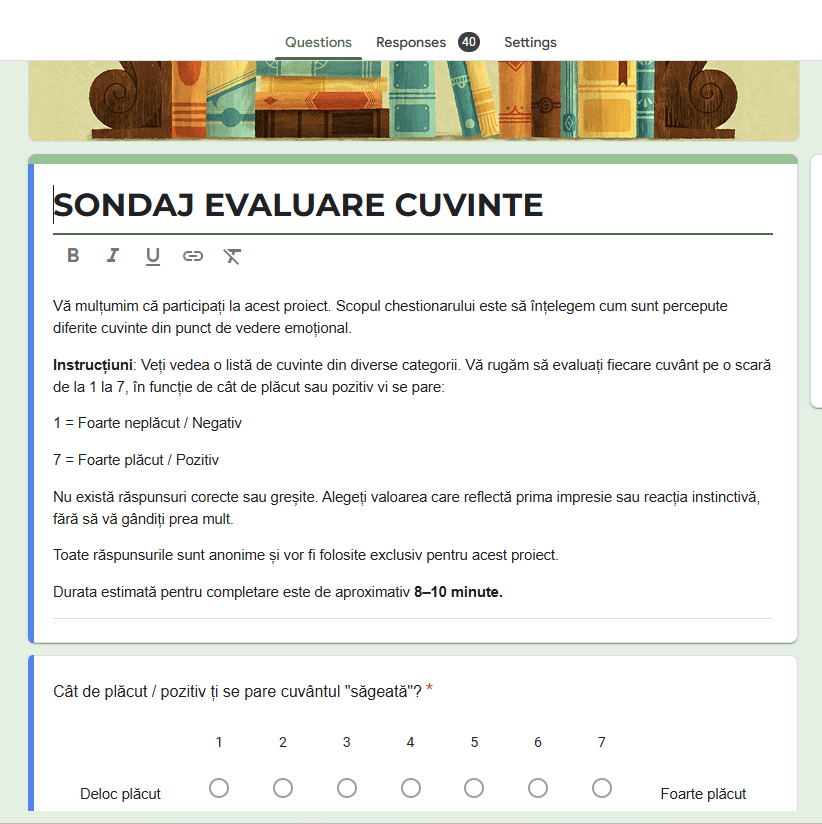 Questions Responses 40 Settings
SONDAJ EVALUARE CUVINTE
B I U
Vă mulțumim că participați la acest proiect. Scopul chestionarului este să înțelegem cum sunt percepute
diferite cuvinte din punct de vedere emoțional.
Instrucțiuni: Veți vedea o listă de cuvinte din diverse categorii. Vă rugăm să evaluați fiecare cuvânt pe o scară
de la 1 la 7, în funcție de cât de plăcut sau pozitiv vi se pare:
1 = Foarte neplăcut / Negativ
7 = Foarte plăcut / Pozitiv
Nu există răspunsuri corecte sau greșite. Alegeți valoarea care reflectă prima impresie sau reacția instinctivă,
fără să vă gândiți prea mult.
Toate răspunsurile sunt anonime și vor fi folosite exclusiv pentru acest proiect.
Durata estimată pentru completare este de aproximativ 8–10 minute.
Cât de plăcut / pozitiv ți se pare cuvântul "săgeată"? *
1 2 3 4 5 6 7
Deloc plăcut Foarte plăcut